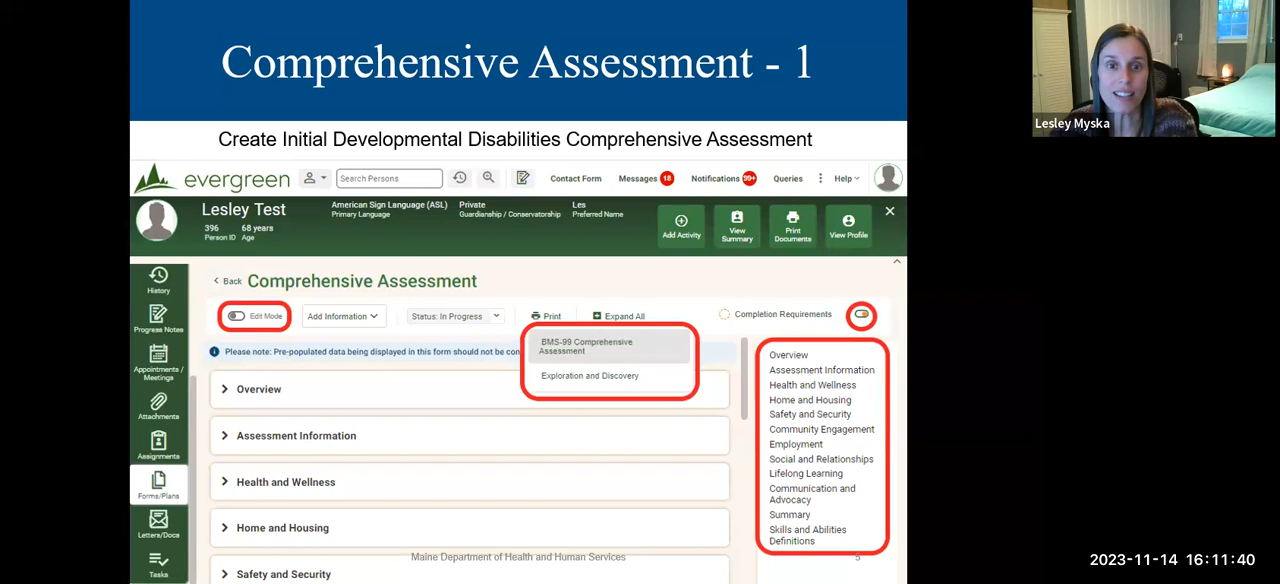 Comprehensive Assessment - 1
Create Initial Developmental Disabilities Comprehensive Assessment
evergreen
Search Persons
Contact Form
Messages 18
Notifications 99+
Queries
Help
Lesley Test
396
Person ID
68 years
Age
American Sign Language (ASL)
Primary Language
Private
Guardianship / Conservatorship
Les
Preferred Name
Add Activity
View
Summary
Print
Documents
View Profile
History
Progress Notes
Appointments /
Meetings
Attachments
Assignments
Forms/Plans
Letters/Docs
Tasks
Back
Comprehensive Assessment
Edit Mode
Add Information
Status: In Progress
Print
Expand All
Completion Requirements
BMS-99 Comprehensive
Assessment
Exploration and Discovery
Please note: Pre-populated data being displayed in this form should not be con
Overview
Assessment Information
Health and Wellness
Home and Housing
Safety and Security
Overview
Assessment Information
Health and Wellness
Home and Housing
Safety and Security
Community Engagement
Employment
Social and Relationships
Lifelong Learning
Communication and
Advocacy
Summary
Skills and Abilities
Definitions
Maine Department of Health and Human Services
5
Lesley Myska
2023-11-14 16:11:40